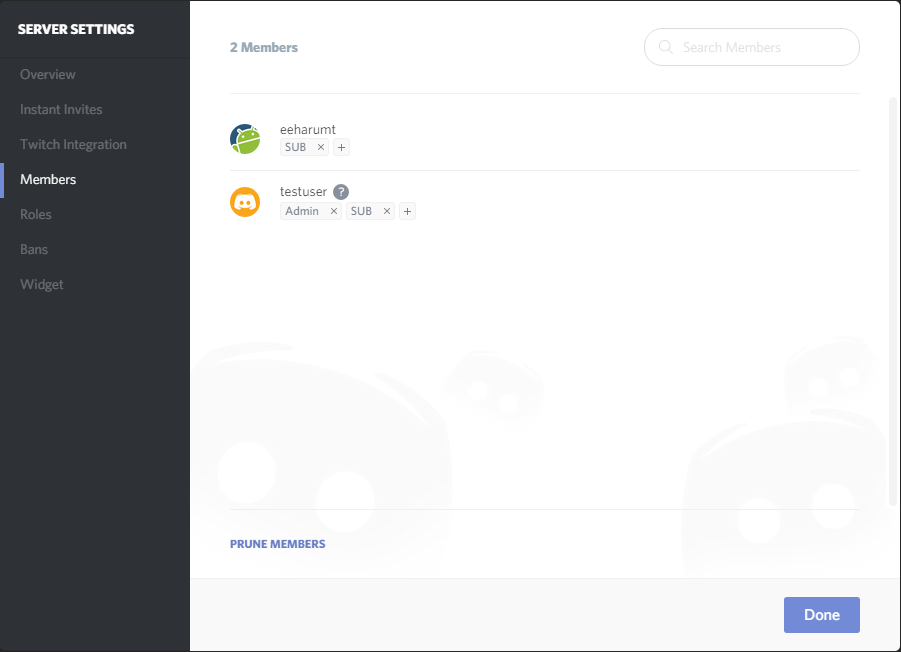 SERVER SETTINGS
Overview
Instant Invites
Twitch Integration
Members
Roles
Bans
Widget
2 Members
Search Members
eeharumt
SUB × +
testuser ?
Admin × SUB × +
PRUNE MEMBERS
Done